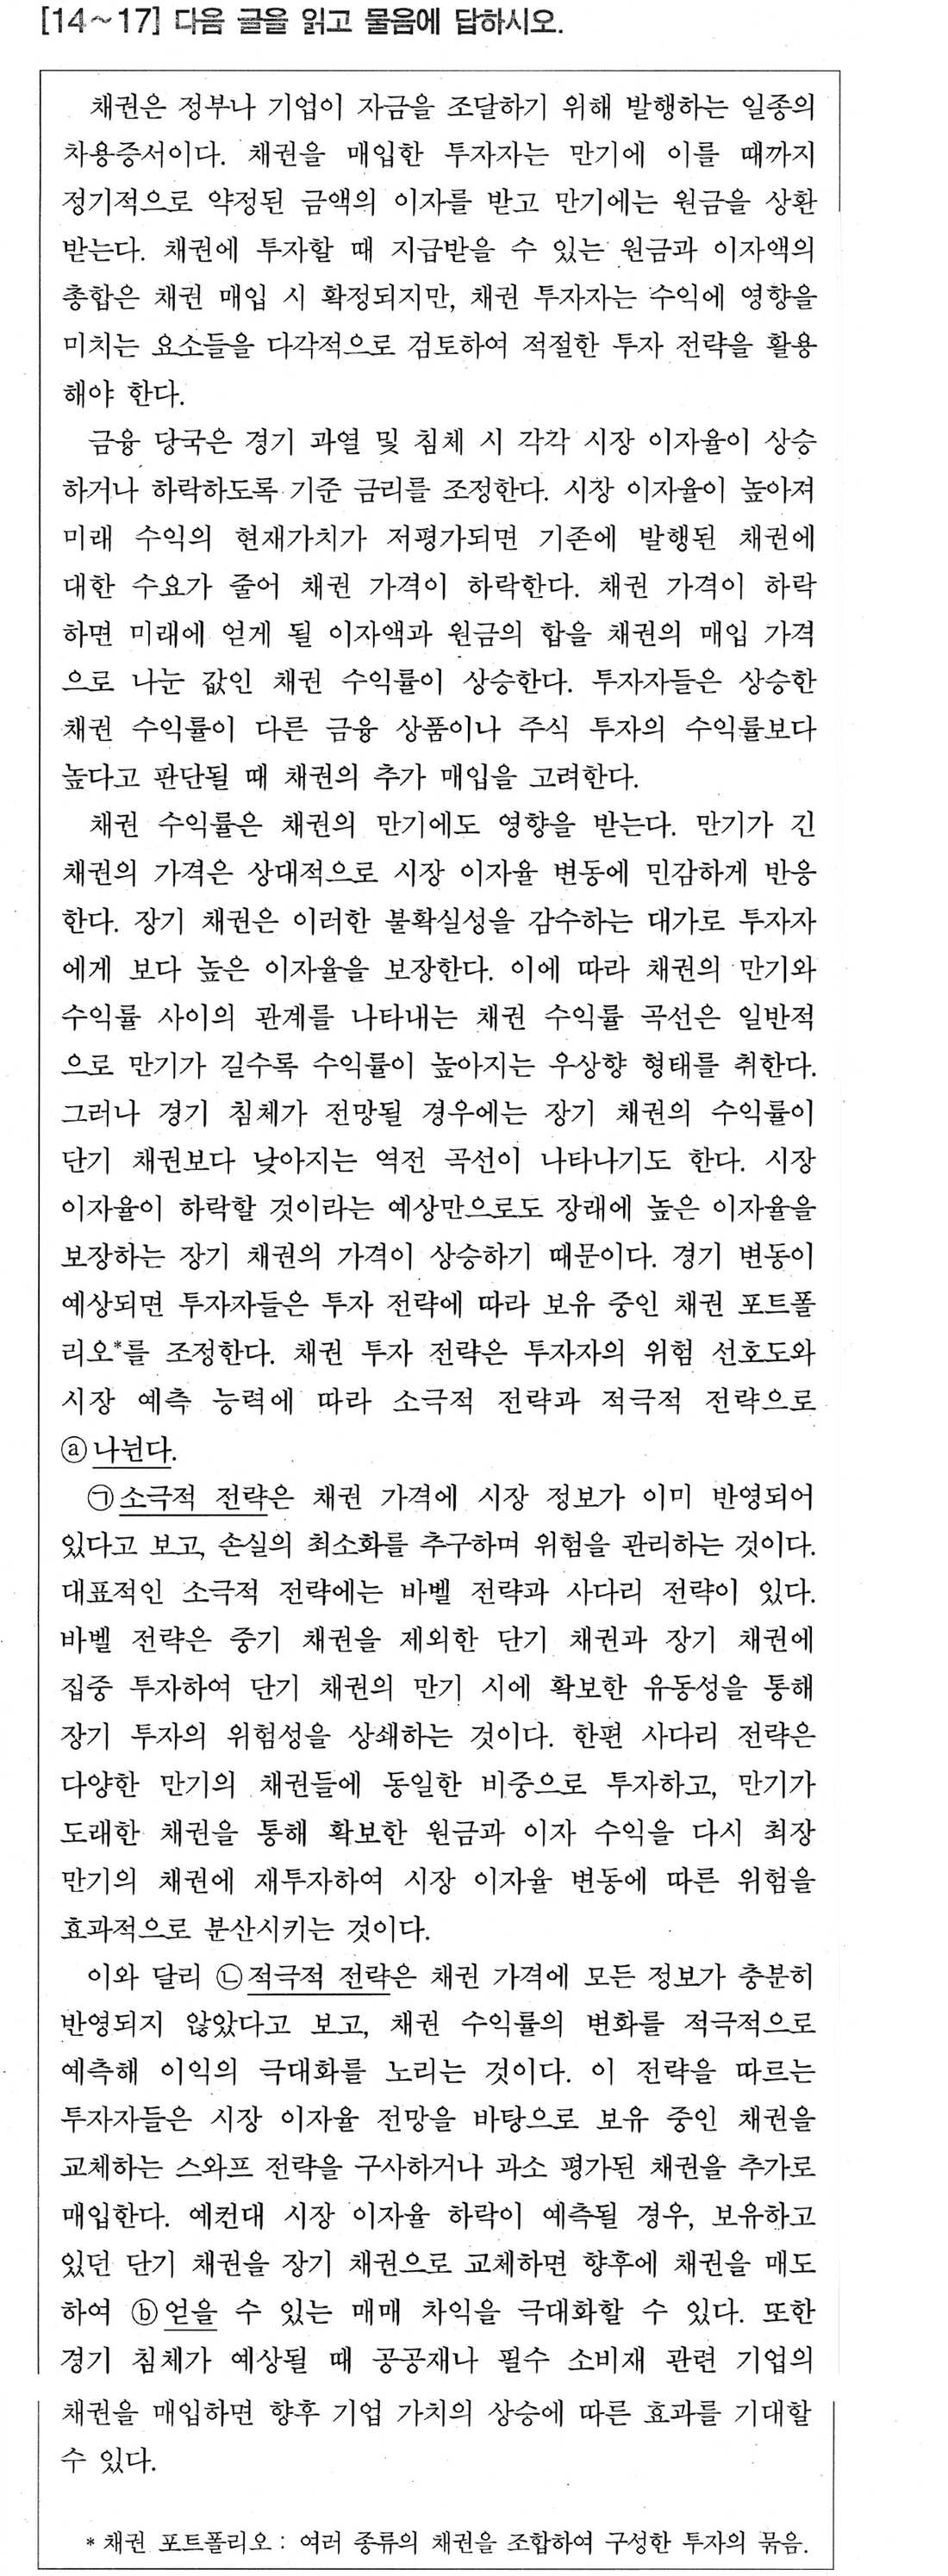 [14~17] 다음 글을 읽고 물음에 답하시오.
채권은 정부나 기업이 자금을 조달하기 위해 발행하는 일종의
차용증서이다. 채권을 매입한 투자자는 만기에 이를 때까지
정기적으로 약정된 금액의 이자를 받고 만기에는 원금을 상환
받는다. 채권에 투자할 때 지급받을 수 있는 원금과 이자액의
총합은 채권 매입 시 확정되지만, 채권 투자자는 수익에 영향을
미치는 요소들을 다각적으로 검토하여 적절한 투자 전략을 활용
해야 한다.
금융 당국은 경기 과열 및 침체 시 각각 시장 이자율이 상승
하거나 하락하도록 기준 금리를 조정한다. 시장 이자율이 높아져
미래 수익의 현재가치가 저평가되면 기존에 발행된 채권에
대한 수요가 줄어 채권 가격이 하락한다. 채권 가격이 하락
하면 미래에 얻게 될 이자액과 원금의 합을 채권의 매입 가격
으로 나눈 값인 채권 수익률이 상승한다. 투자자들은 상승한
채권 수익률이 다른 금융 상품이나 주식 투자의 수익률보다
높다고 판단될 때 채권의 추가 매입을 고려한다.
채권 수익률은 채권의 만기에도 영향을 받는다. 만기가 긴
채권의 가격은 상대적으로 시장 이자율 변동에 민감하게 반응
한다. 장기 채권은 이러한 불확실성을 감수하는 대가로 투자자
에게 보다 높은 이자율을 보장한다. 이에 따라 채권의 만기와
수익률 사이의 관계를 나타내는 채권 수익률 곡선은 일반적
으로 만기가 길수록 수익률이 높아지는 우상향 형태를 취한다.
그러나 경기 침체가 전망될 경우에는 장기 채권의 수익률이
단기 채권보다 낮아지는 역전 곡선이 나타나기도 한다. 시장
이자율이 하락할 것이라는 예상만으로도 장래에 높은 이자율을
보장하는 장기 채권의 가격이 상승하기 때문이다. 경기 변동이
예상되면 투자자들은 투자 전략에 따라 보유 중인 채권 포트폴
리오*를 조정한다. 채권 투자 전략은 투자자의 위험 선호도와
시장 예측 능력에 따라 소극적 전략과 적극적 전략으로
ⓐ나뉜다.
㉠소극적 전략은 채권 가격에 시장 정보가 이미 반영되어
있다고 보고, 손실의 최소화를 추구하며 위험을 관리하는 것이다.
대표적인 소극적 전략에는 바벨 전략과 사다리 전략이 있다.
바벨 전략은 중기 채권을 제외한 단기 채권과 장기 채권에
집중 투자하여 단기 채권의 만기 시에 확보한 유동성을 통해
장기 투자의 위험성을 상쇄하는 것이다. 한편 사다리 전략은
다양한 만기의 채권들에 동일한 비중으로 투자하고, 만기가
도래한 채권을 통해 확보한 원금과 이자 수익을 다시 최장
만기의 채권에 재투자하여 시장 이자율 변동에 따른 위험을
효과적으로 분산시키는 것이다.
이와 달리 ㉡적극적 전략은 채권 가격에 모든 정보가 충분히
반영되지 않았다고 보고, 채권 수익률의 변화를 적극적으로
예측해 이익의 극대화를 노리는 것이다. 이 전략을 따르는
투자자들은 시장 이자율 전망을 바탕으로 보유 중인 채권을
교체하는 스와프 전략을 구사하거나 과소 평가된 채권을 추가로
매입한다. 예컨대 시장 이자율 하락이 예측될 경우, 보유하고
있던 단기 채권을 장기 채권으로 교체하면 향후에 채권을 매도
하여 ⓑ얻을 수 있는 매매 차익을 극대화할 수 있다. 또한
경기 침체가 예상될 때 공공재나 필수 소비재 관련 기업의
채권을 매입하면 향후 기업 가치의 상승에 따른 효과를 기대할
수 있다.
* 채권 포트폴리오 : 여러 종류의 채권을 조합하여 구성한 투자의 묶음.